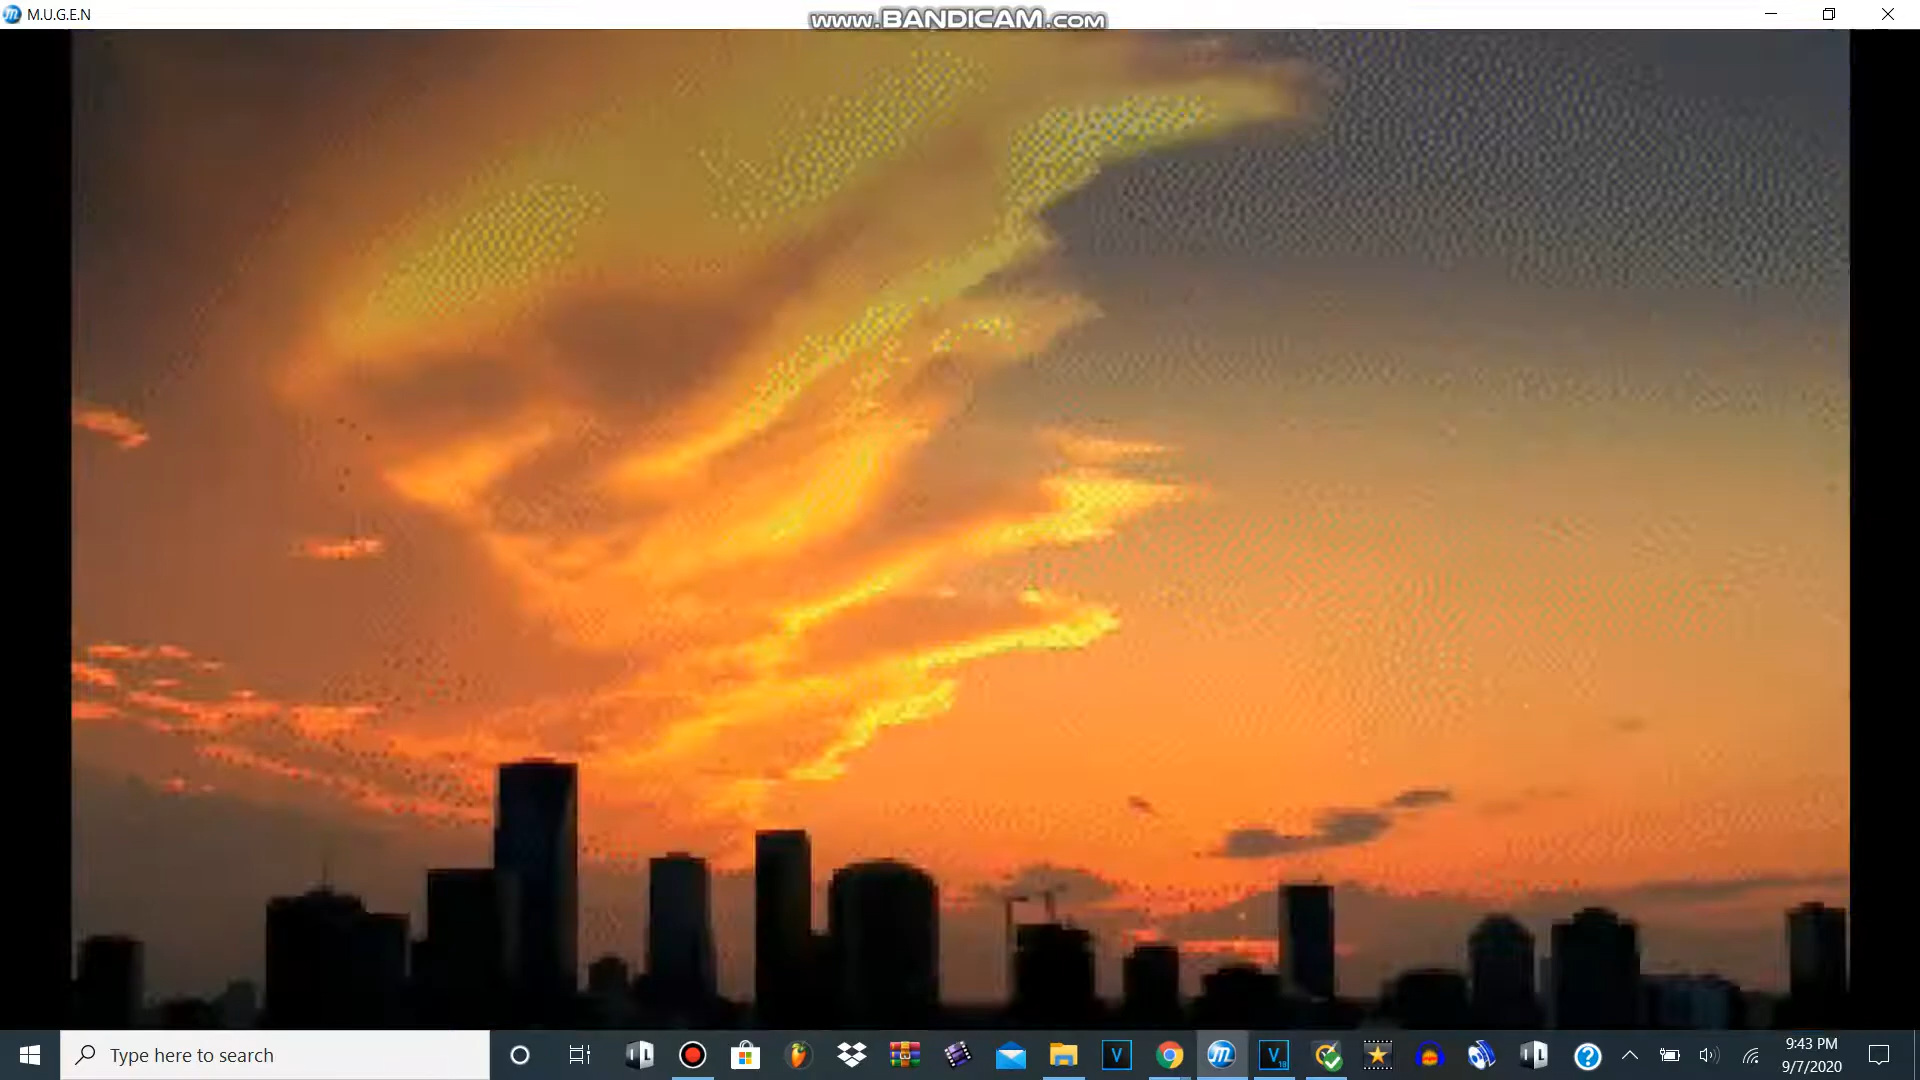 M.U.G.E.N
www.BANDICAM.com
Type here to search
9:43 PM
9/7/2020